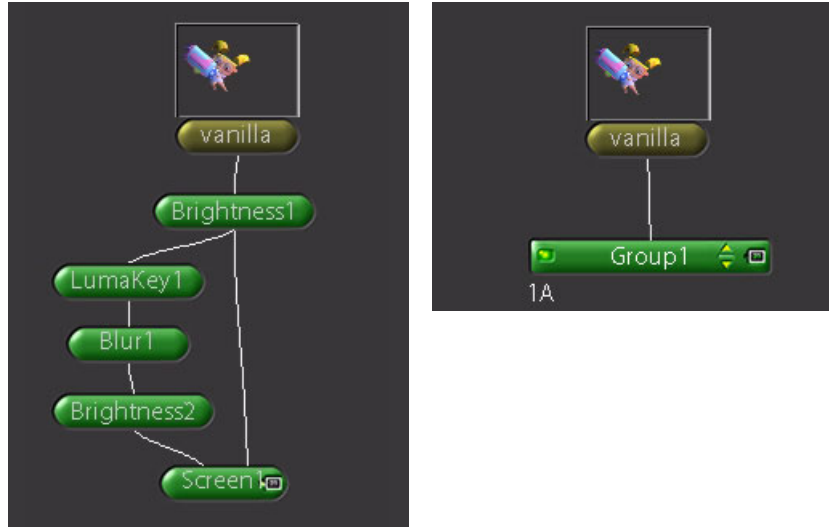 vanilla
Brightness1
LumaKey1
Blur1
Brightness2
Screen1
vanilla
Group1
1A